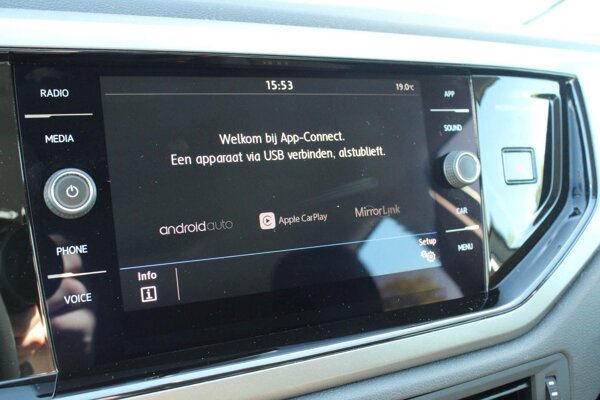 RADIO
MEDIA
PHONE
VOICE
15:53
19.0°C
Welkom bij App-Connect.
Een apparaat via USB verbinden, alstublieft.
androidauto
Apple CarPlay
MirrorLink
Setup
Info
APP
SOUND
CAR
MENU